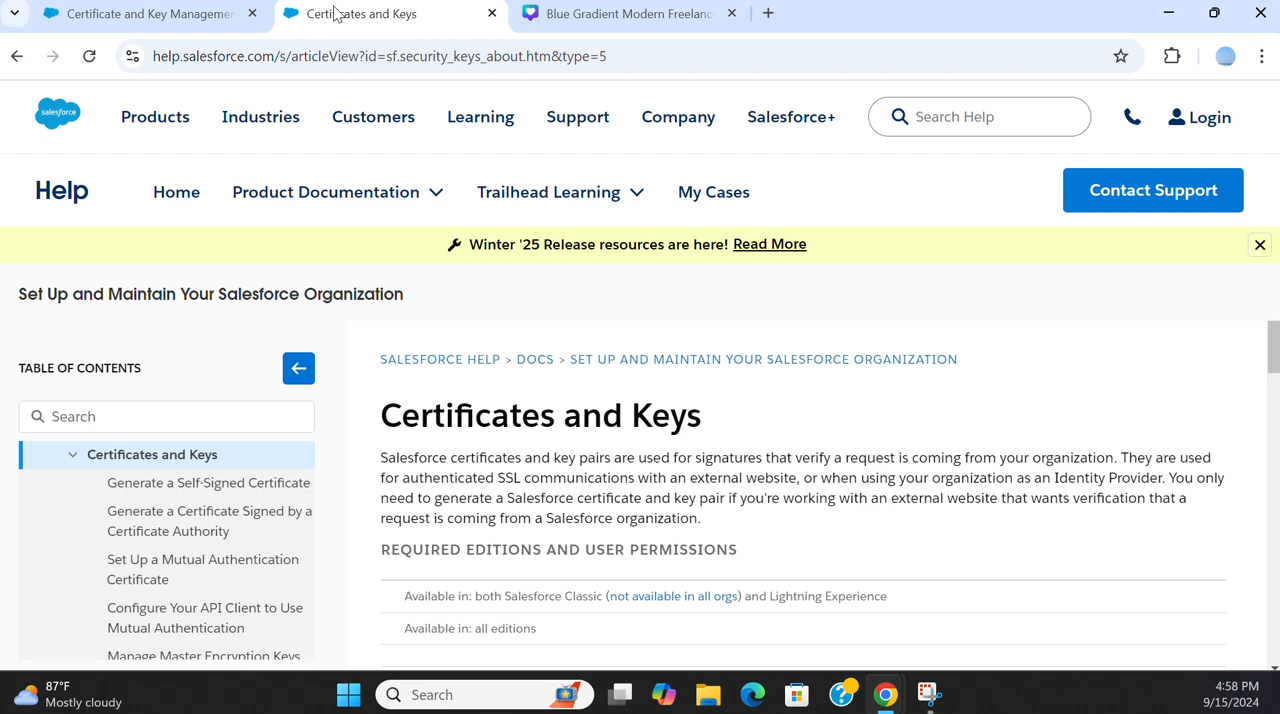 Certificate and Key Managemen
Certificates and Keys
Blue Gradient Modern Freelanc
help.salesforce.com/s/articleView?id=sf.security_keys_about.htm&type=5
salesforce
Products
Industries
Customers
Learning
Support
Company
Salesforce+
Search Help
Login
Help
Home
Product Documentation
Trailhead Learning
My Cases
Contact Support
Winter '25 Release resources are here! Read More
Set Up and Maintain Your Salesforce Organization
TABLE OF CONTENTS
Search
Certificates and Keys
Generate a Self-Signed Certificate
Generate a Certificate Signed by a
Certificate Authority
Set Up a Mutual Authentication
Certificate
Configure Your API Client to Use
Mutual Authentication
Manage Master Encryption Keys
SALESFORCE HELP > DOCS > SET UP AND MAINTAIN YOUR SALESFORCE ORGANIZATION
Certificates and Keys
Salesforce certificates and key pairs are used for signatures that verify a request is coming from your organization. They are used
for authenticated SSL communications with an external website, or when using your organization as an Identity Provider. You only
need to generate a Salesforce certificate and key pair if you're working with an external website that wants verification that a
request is coming from a Salesforce organization.
REQUIRED EDITIONS AND USER PERMISSIONS
Available in: both Salesforce Classic (not available in all orgs) and Lightning Experience
Available in: all editions
87°F
Mostly cloudy
Search
4:58 PM
9/15/2024